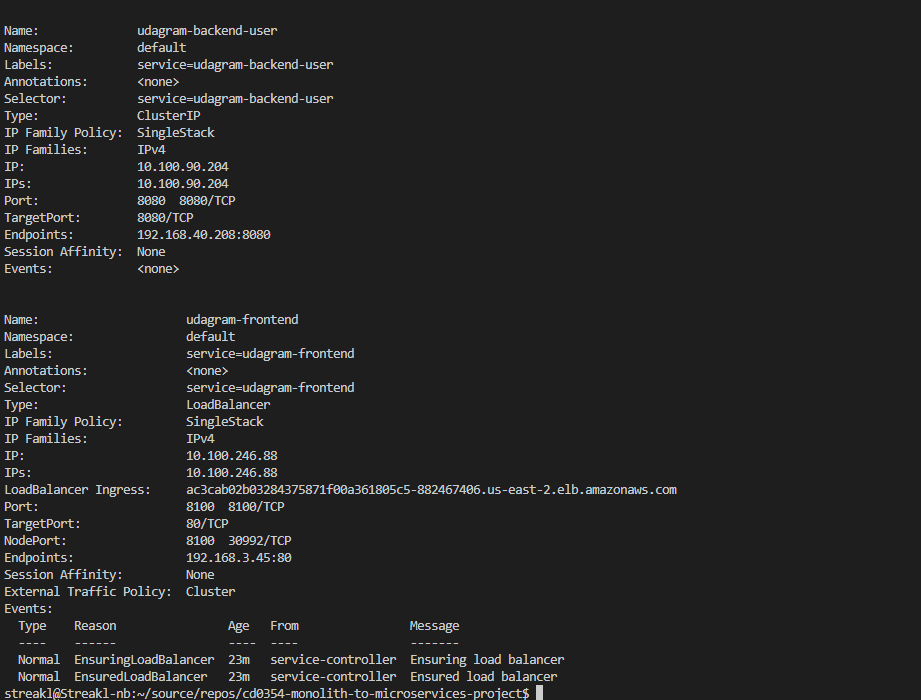 Name: udagram-backend-user
Namespace: default
Labels: service=udagram-backend-user
Annotations: <none>
Selector: service=udagram-backend-user
Type: ClusterIP
IP Family Policy: SingleStack
IP Families: IPv4
IP: 10.100.90.204
IPs: 10.100.90.204
Port: 8080 8080/TCP
TargetPort: 8080/TCP
Endpoints: 192.168.40.208:8080
Session Affinity: None
Events: <none>
Name: udagram-frontend
Namespace: default
Labels: service=udagram-frontend
Annotations: <none>
Selector: service=udagram-frontend
Type: LoadBalancer
IP Family Policy: SingleStack
IP Families: IPv4
IP: 10.100.246.88
IPs: 10.100.246.88
LoadBalancer Ingress: ac3cab02b03284375871f00a361805c5-882467406.us-east-2.elb.amazonaws.com
Port: 8100 8100/TCP
TargetPort: 80/TCP
NodePort: 8100 30992/TCP
Endpoints: 192.168.3.45:80
Session Affinity: None
External Traffic Policy: Cluster
Events:
Type Reason Age From Message
---- ------ ---- ---- -------
Normal EnsuringLoadBalancer 23m service-controller Ensuring load balancer
Normal EnsuredLoadBalancer 23m service-controller Ensured load balancer
streakl@Streakl-nb:~/source/repos/cd0354-monolith-to-microservices-project$